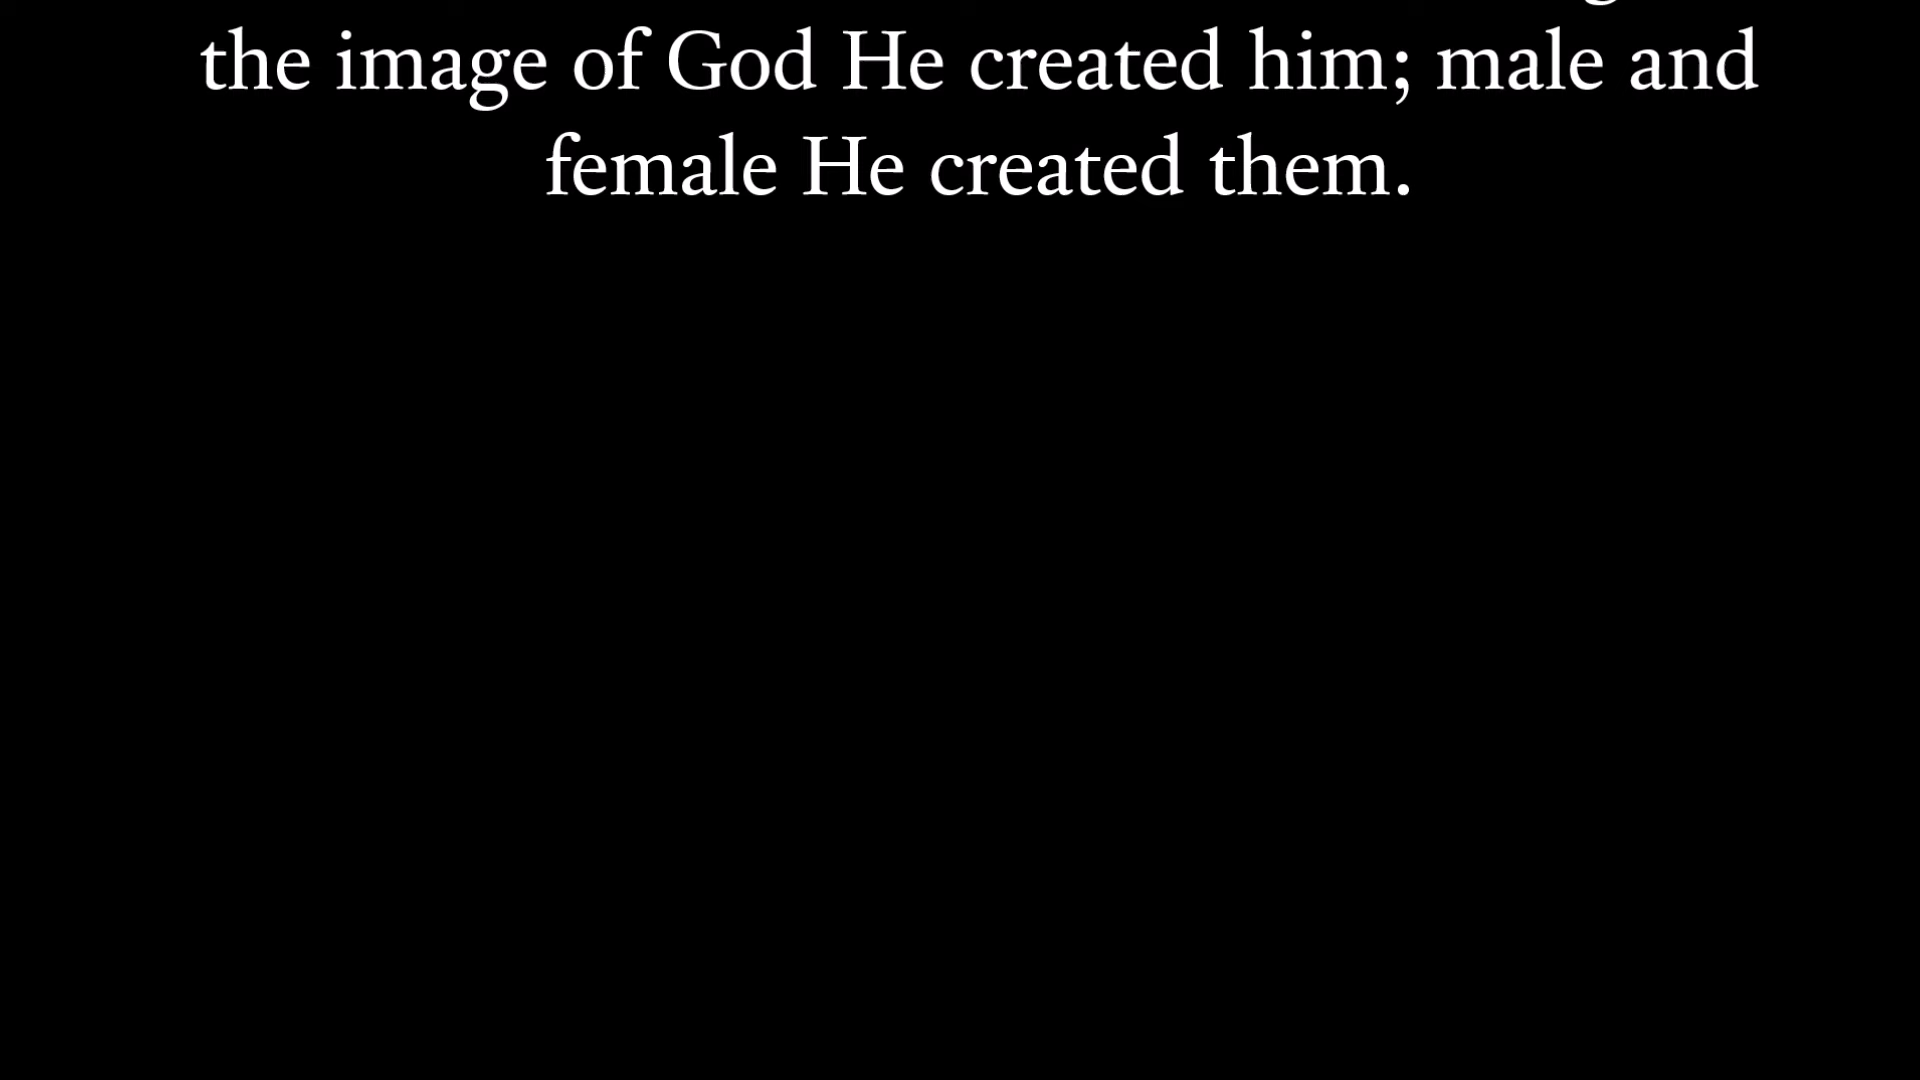 the image of God He created him; male and
female He created them.